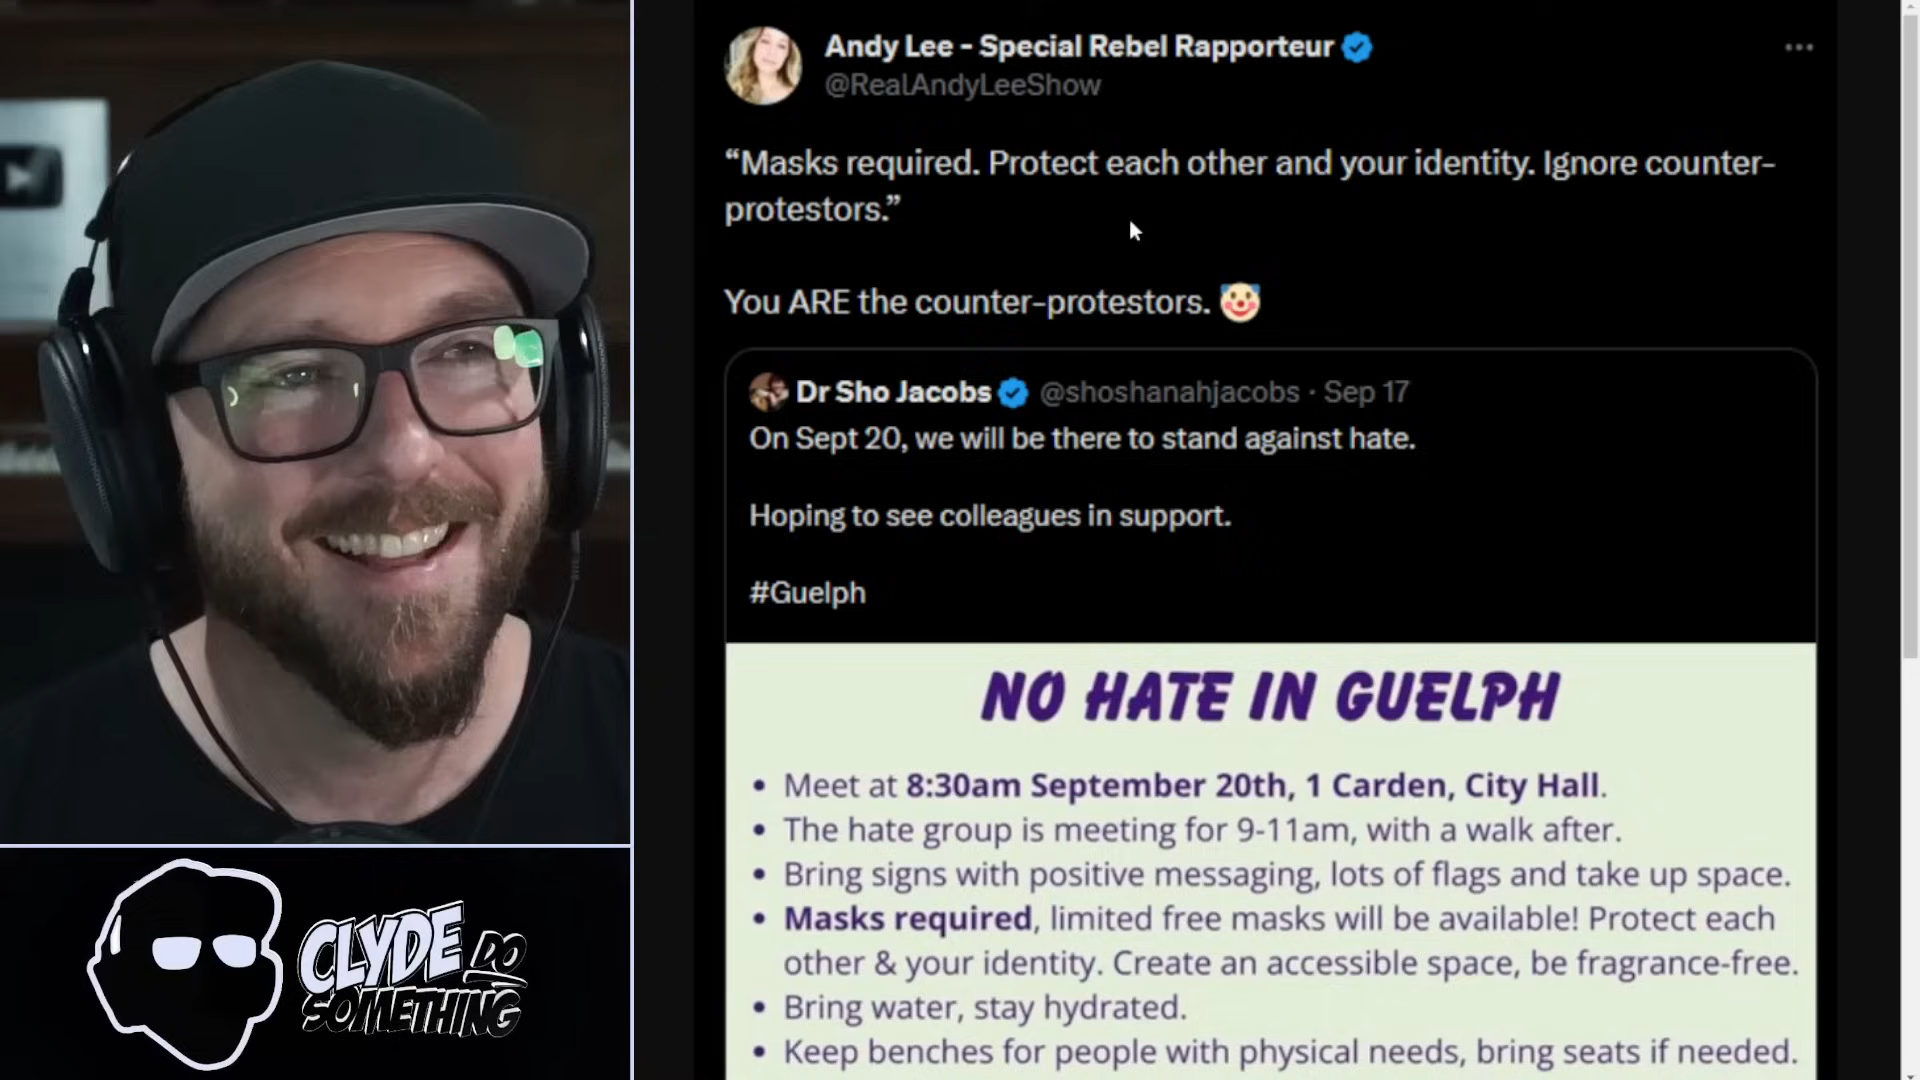 Andy Lee - Special Rebel Rapporteur
@RealAndyLeeShow
“Masks required. Protect each other and your identity. Ignore counter-
protestors.”
You ARE the counter-protestors. 🤡
Dr Sho Jacobs @shoshanahjacobs · Sep 17
On Sept 20, we will be there to stand against hate.
Hoping to see colleagues in support.
#Guelph
NO HATE IN GUELPH
• Meet at 8:30am September 20th, 1 Carden, City Hall.
• The hate group is meeting for 9-11am, with a walk after.
• Bring signs with positive messaging, lots of flags and take up space.
• Masks required, limited free masks will be available! Protect each
other & your identity. Create an accessible space, be fragrance-free.
• Bring water, stay hydrated.
• Keep benches for people with physical needs, bring seats if needed.
CLYDE DO
SOMETHING